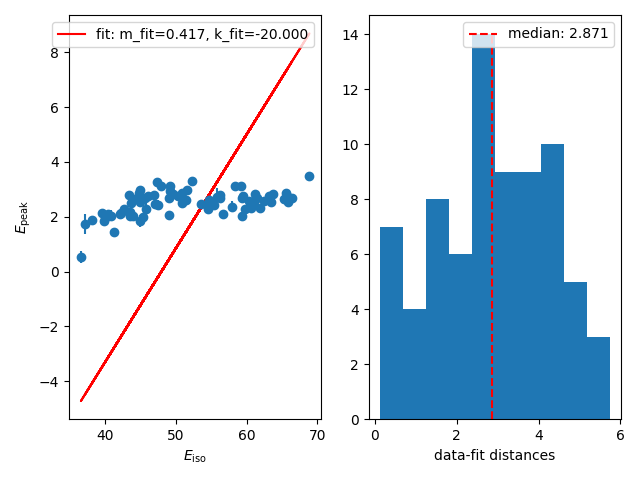 fit: m_fit=0.417, k_fit=-20.000
8
6
4
2
0
−2
−4
E_peak
40 50 60 70
E_iso
median: 2.871
14
12
10
8
6
4
2
0
0 2 4 6
data-fit distances